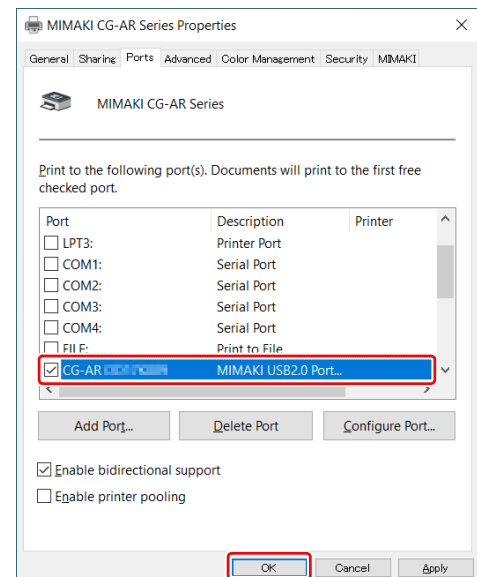 MIMAKI CG-AR Series Properties
General Sharing Ports Advanced Color Management Security MIMAKI
MIMAKI CG-AR Series
Print to the following port(s). Documents will print to the first free
checked port.
Port Description Printer
LPT3: Printer Port
COM1: Serial Port
COM2: Serial Port
COM3: Serial Port
COM4: Serial Port
FILE: Print to File
CG-AR MIMAKI USB2.0 Port...
Add Port... Delete Port Configure Port...
Enable bidirectional support
Enable printer pooling
OK Cancel Apply